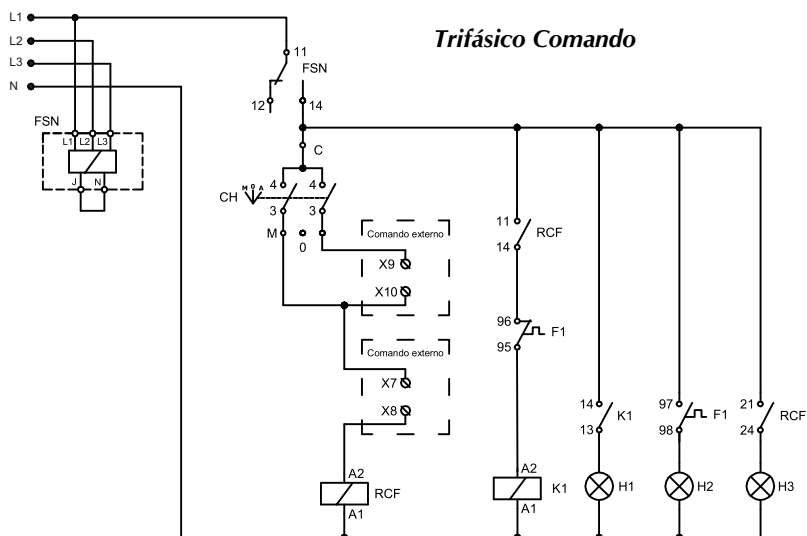 Trifásico Comando
L1
L2
L3
N
FSN
L1 L2 L3
J N
11
FSN
12 14
C
CH M 0 A
4 4
3 3
M 0
Comando externo
X9
X10
Comando externo
X7
X8
A2
RCF
A1
11
RCF
14
96
F1
95
A2
K1
A1
14
K1
13
H1
97
F1
98
H2
21
RCF
24
H3